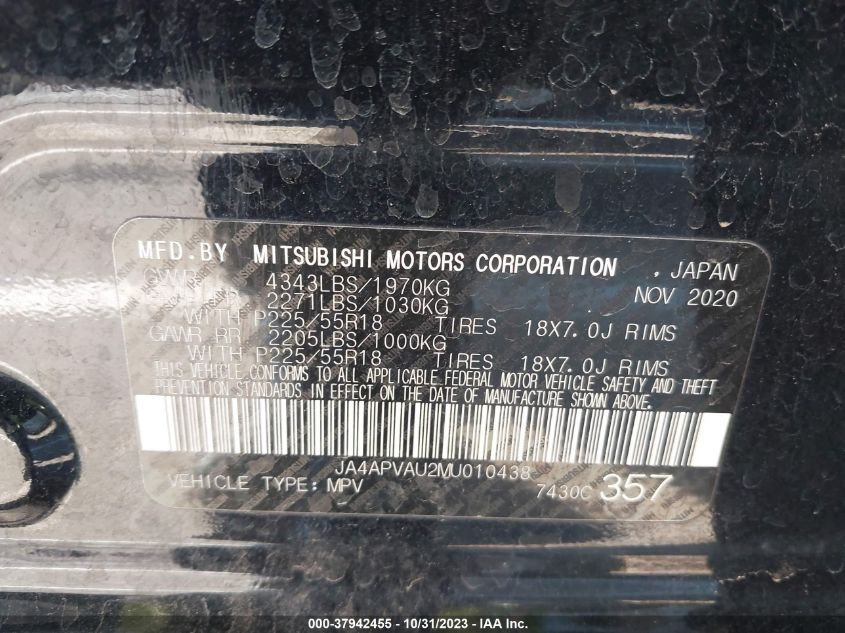 MFD.BY MITSUBISHI MOTORS CORPORATION . JAPAN
GVWR 4343LBS/1970KG NOV 2020
2271LBS/1030KG
WITH P225/55R18 TIRES 18X7.0J RIMS
GAWR RR 2205LBS/1000KG
WITH P225/55R18 TIRES 18X7.0J RIMS
THIS VEHICLE CONFORMS TO ALL APPLICABLE FEDERAL MOTOR VEHICLE SAFETY AND THEFT
PREVENTION STANDARDS IN EFFECT ON THE DATE OF MANUFACTURE SHOWN ABOVE.
JA4APVAU2MU010438
VEHICLE TYPE: MPV 7430C 357
000-37942455 - 10/31/2023 - IAA Inc.